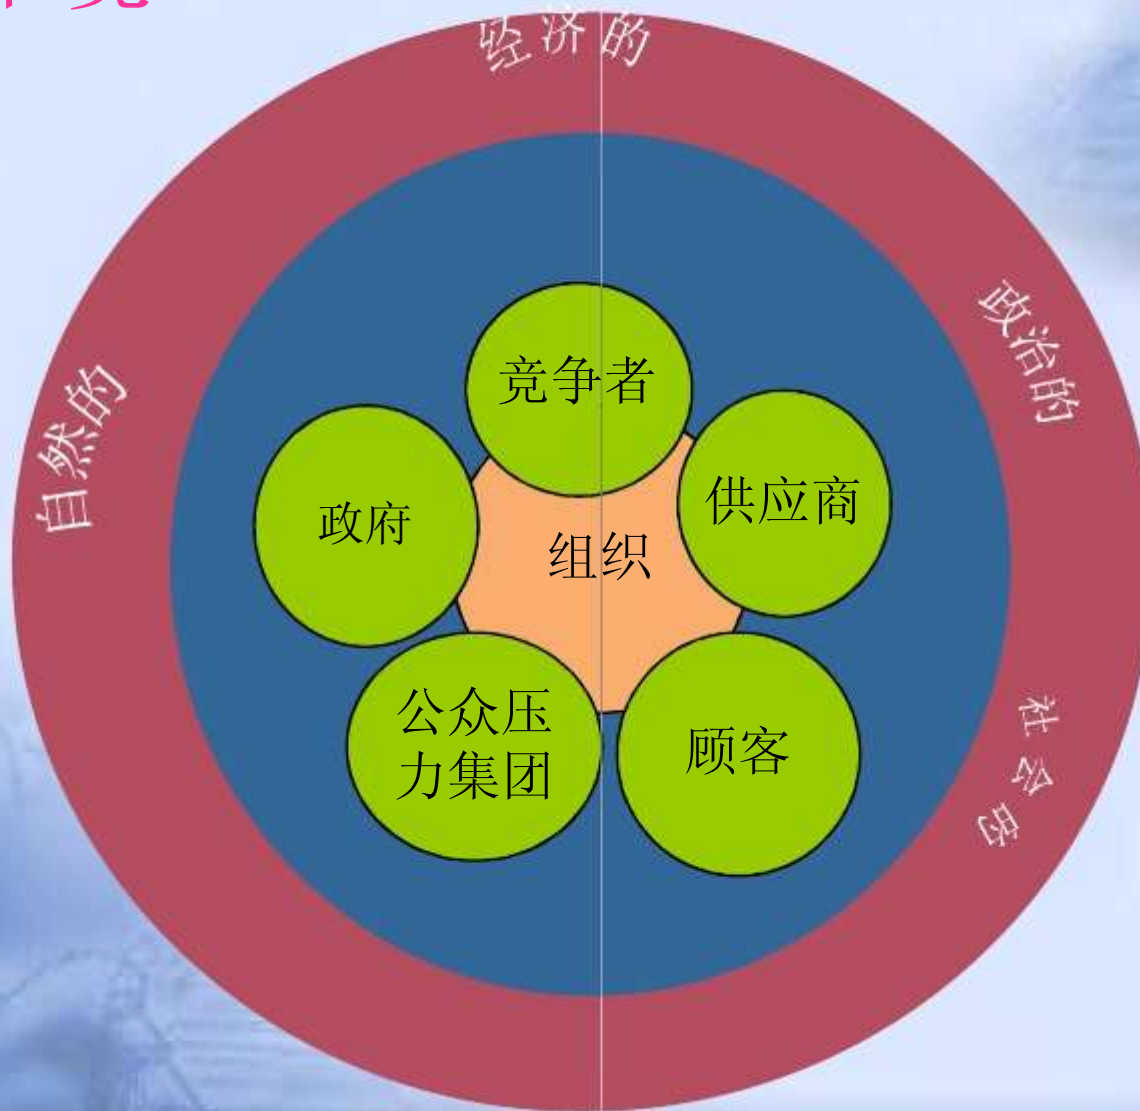 经济的
政治的
自然的
竞争者
供应商
政府
组织
公众压
力集团
顾客
社会的